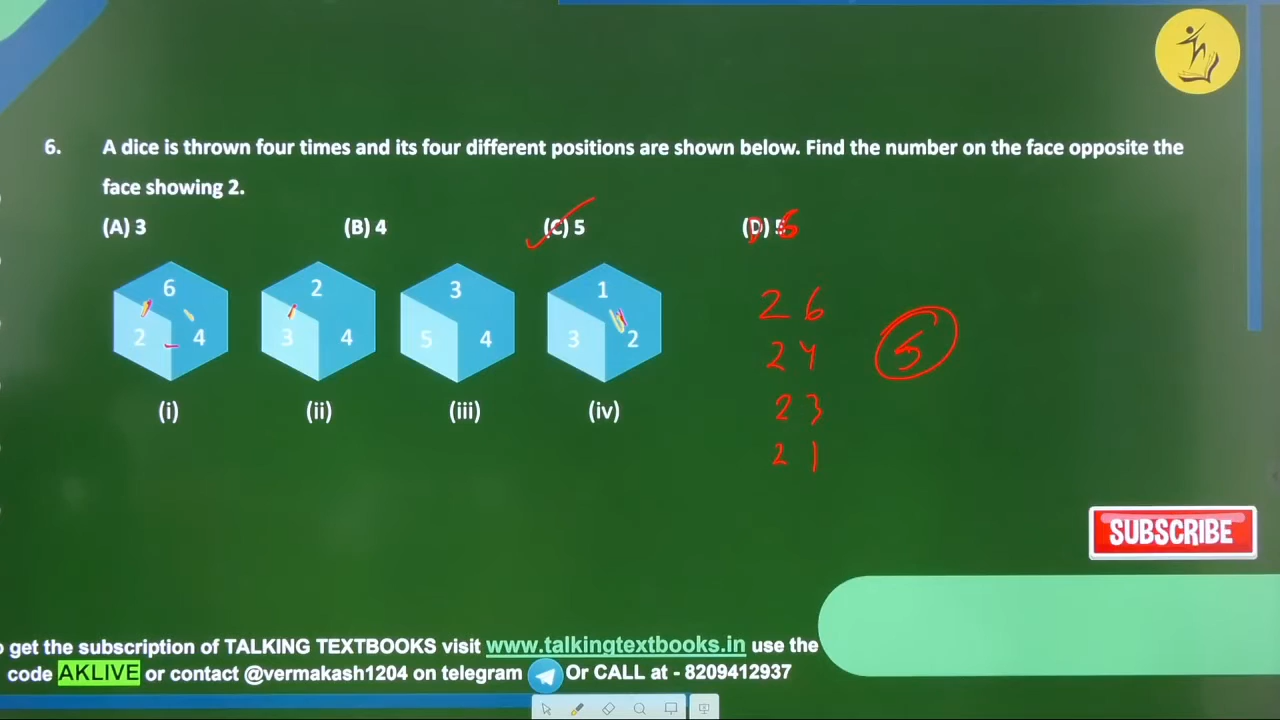 6. A dice is thrown four times and its four different positions are shown below. Find the number on the face opposite the
face showing 2.
(A) 3 (B) 4 (C) 5 (D) 6
6 2 3 1
2 4 3 4 5 4 3 2
(i) (ii) (iii) (iv)
2 6
2 4
5
2 3
2 1
SUBSCRIBE
o get the subscription of TALKING TEXTBOOKS visit www.talkingtextbooks.in use the
code AKLIVE or contact @vermakash1204 on telegram Or CALL at - 8209412937